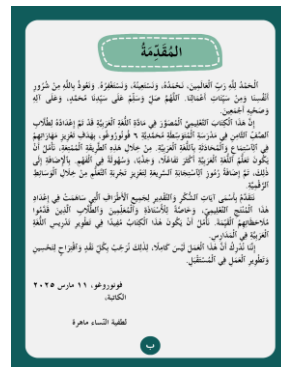 المُقَدِّمَةُ
الْحَمْدُ لِلَّهِ رَبِّ الْعَالَمِينَ، نَحْمَدُهُ، وَنَسْتَعِينُهُ، وَنَسْتَغْفِرُهُ. وَنَعُوذُ بِاللَّهِ مِنْ شُرُورِ
أَنْفُسِنَا وَمِنْ سَيِّئَاتِ أَعْمَالِنَا. اللَّهُمَّ صَلِّ وَسَلِّمْ عَلَى سَيِّدِنَا مُحَمَّدٍ، وَعَلَى آلِهِ
وَصَحْبِهِ أَجْمَعِينَ.
إِنَّ هَذَا الْكِتَابَ التَّعْلِيمِيَّ الْمُصَوَّرَ فِي مَادَّةِ اللُّغَةِ الْعَرَبِيَّةِ قَدْ تَمَّ إِعْدَادُهُ لِطُلَّابِ
الصَّفِّ الثَّامِنِ فِي مَدْرَسَةِ الْمُتَوَسِّطَةِ مُحَمَّدِيَّة ٦ فُونُورُوغُو، بِهَدَفِ تَعْزِيزِ مَهَارَاتِهِمْ
فِي الِاسْتِمَاعِ وَالْمُحَادَثَةِ بِاللُّغَةِ الْعَرَبِيَّةِ. مِنْ خِلَالِ هَذِهِ الطَّرِيقَةِ الْمُمْتِعَةِ، نَأْمُلُ أَنْ
يَكُونَ تَعَلُّمُ اللُّغَةِ الْعَرَبِيَّةِ أَكْثَرَ تَفَاعُلًا، وَجَذْبًا، وَسُهُولَةً فِي الْفَهْمِ. بِالْإِضَافَةِ إِلَى
ذَلِكَ، تَمَّ إِضَافَةُ رُمُوزِ الِاسْتِجَابَةِ السَّرِيعَةِ لِتَعْزِيزِ تَجْرِبَةِ التَّعَلُّمِ مِنْ خِلَالِ الْوَسَائِطِ
الرَّقْمِيَّةِ.
نَتَقَدَّمُ بِأَسْمَى آيَاتِ الشُّكْرِ وَالتَّقْدِيرِ لِجَمِيعِ الْأَطْرَافِ الَّتِي سَاهَمَتْ فِي إِعْدَادِ
هَذَا الْمُنْتَجِ التَّعْلِيمِيِّ، وَخَاصَّةً لِلْأَسَاتِذَةِ وَالْمُعَلِّمِينَ وَالطُّلَّابِ الَّذِينَ قَدَّمُوا
مُلَاحَظَاتِهِمُ الْقَيِّمَةَ. نَأْمُلُ أَنْ يَكُونَ هَذَا الْكِتَابُ مُفِيدًا فِي تَطْوِيرِ تَدْرِيسِ اللُّغَةِ
الْعَرَبِيَّةِ فِي الْمَدَارِسِ.
إِنَّنَا نُدْرِكُ أَنَّ هَذَا الْعَمَلَ لَيْسَ كَامِلًا، لِذَلِكَ نُرَحِّبُ بِكُلِّ نَقْدٍ وَاقْتِرَاحٍ لِتَحْسِينِ
وَتَطْوِيرِ الْعَمَلِ فِي الْمُسْتَقْبَلِ.
فونوروغو، ١١ مارس ٢٠٢٥
الكاتبة،
لطفية النساء ماهرة
ب